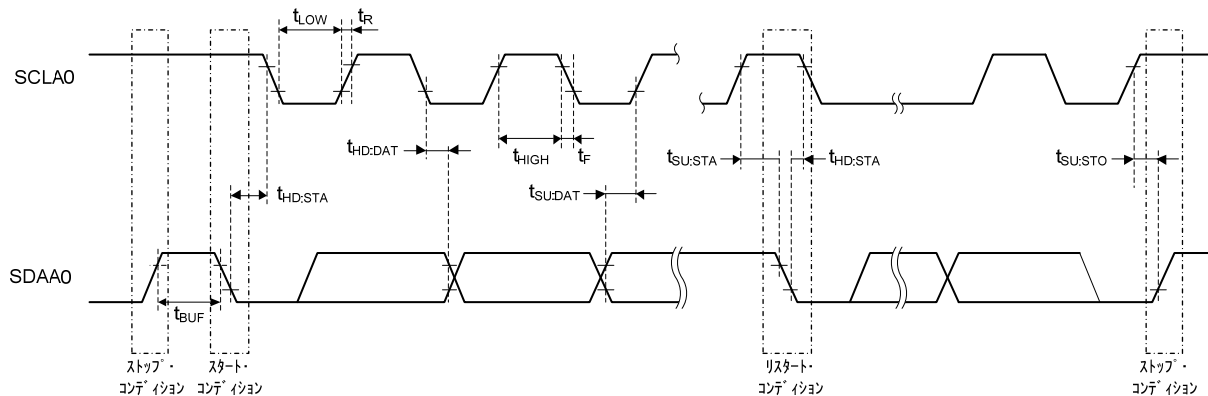 tLOW
tR
SCLA0
tHD:DAT
tHIGH
tF
tSU:STA
tHD:STA
tSU:STO
tHD:STA
tSU:DAT
SDAA0
tBUF
ストップ・
コンディション
スタート・
コンディション
リスタート・
コンディション
ストップ・
コンディション